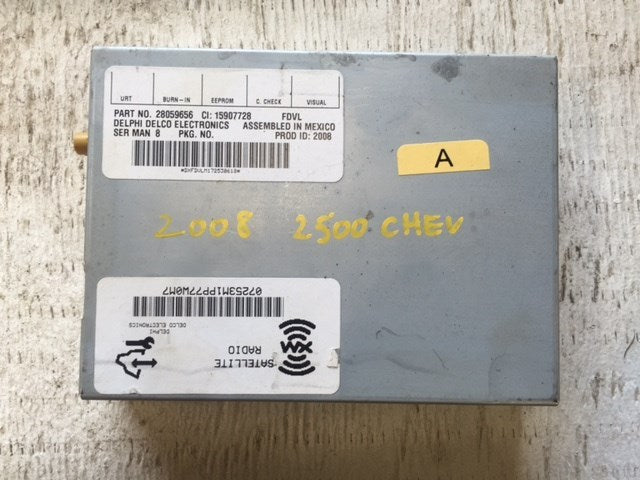 URT BURN-IN EEPROM C. CHECK VISUAL
PART NO. 28059656 CI: 15907728 FDVL
DELPHI DELCO ELECTRONICS ASSEMBLED IN MEXICO
SER MAN 8 PKG. NO. PROD ID: 2008
A
2008 2500 CHEV
07253M1PP77W0M7
DELPHI
DELCO ELECTRONICS
SATELLITE
RADIO